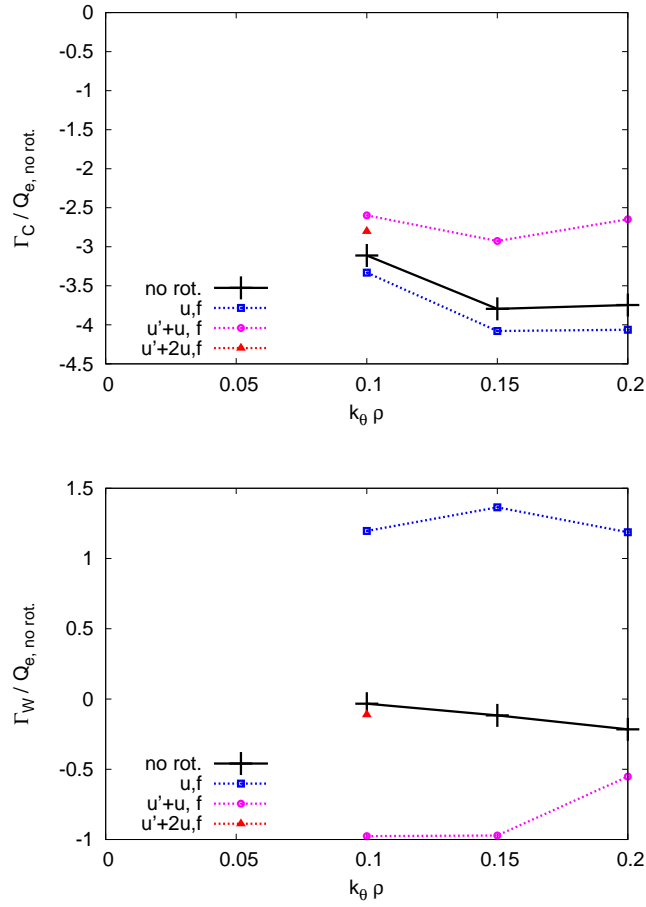 0
-0.5
-1
-1.5
-2
-2.5
-3
-3.5
-4
-4.5
Γ_C / Q_e, no rot.
no rot.
u,f
u'+u, f
u'+2u,f
0 0.05 0.1 0.15 0.2
k_θ ρ
1.5
1
0.5
0
-0.5
-1
Γ_W / Q_e, no rot.
no rot.
u,f
u'+u, f
u'+2u,f
0 0.05 0.1 0.15 0.2
k_θ ρ